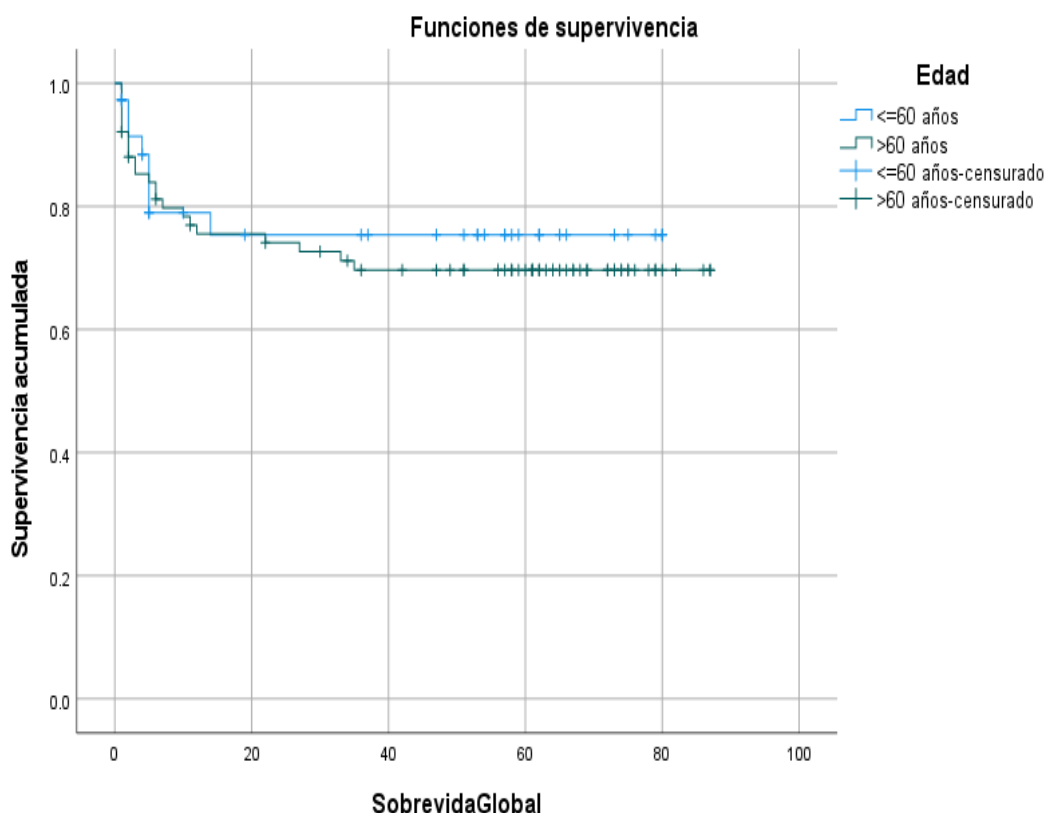 Funciones de supervivencia
Edad
<=60 años
>60 años
<=60 años-censurado
>60 años-censurado
Supervivencia acumulada
1.0
0.8
0.6
0.4
0.2
0.0
0 20 40 60 80 100
SobrevidaGlobal